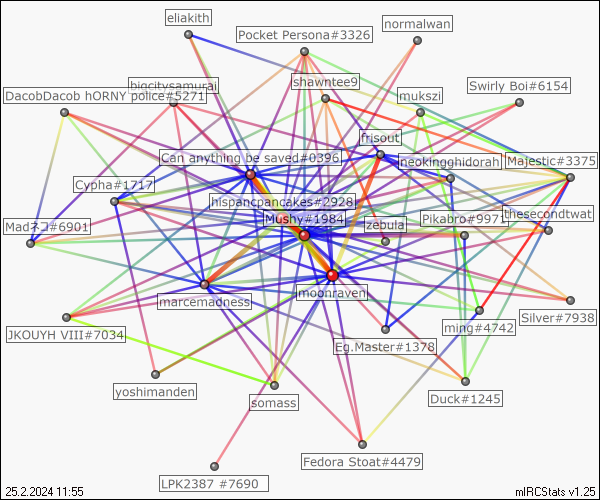 eliakith
normalwan
Pocket Persona#3326
shawntee9
Swirly Boi#6154
bigcitysamurai
DacobDacob hORNY police#5271
mukszi
frisout
Can anything be saved#0396
neokingghidorah
Majestic#3375
Cypha#1717
hispancpancakes#2928
Mushy#1984
Pikabro#9971
thesecondtwat
Madネコ#6901
zebula
moonraven
marcemadness
Silver#7938
ming#4742
JKOUYH VIII#7034
Eg.Master#1378
yoshimanden
somass
Duck#1245
Fedora Stoat#4479
LPK2387 #7690
25.2.2024 11:55
mIRCStats v1.25